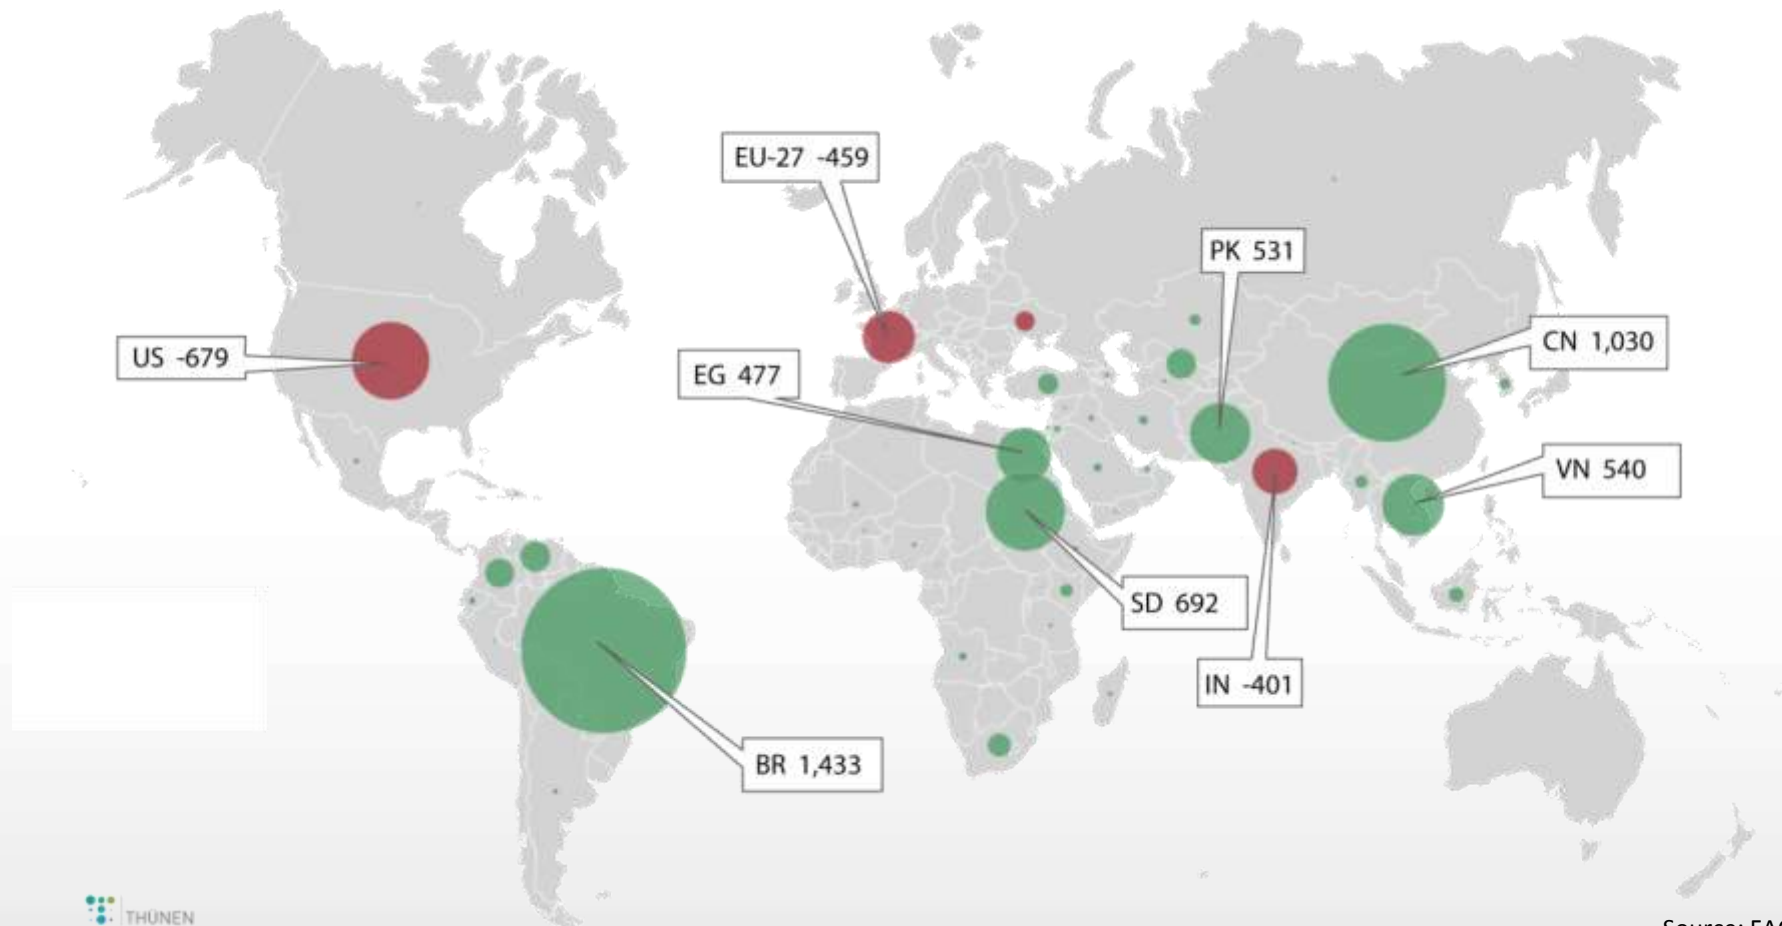 EU-27 -459
PK 531
CN 1,030
US -679
EG 477
VN 540
SD 692
IN -401
BR 1,433
THÜNEN